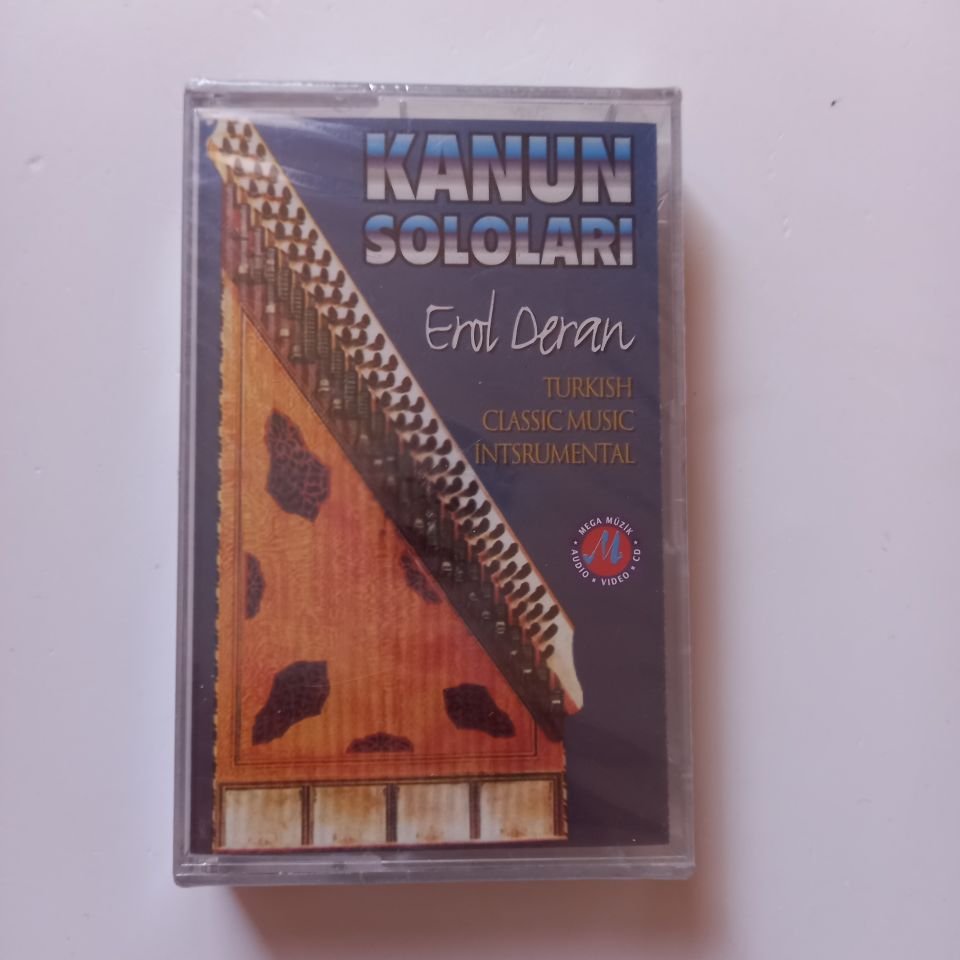 KANUN
SOLOLARI
Erol Deran
TURKISH
CLASSIC MUSIC
İNTSRUMENTAL
MEGA MÜZİK
M
AUDIO ★ VIDEO ★ CD